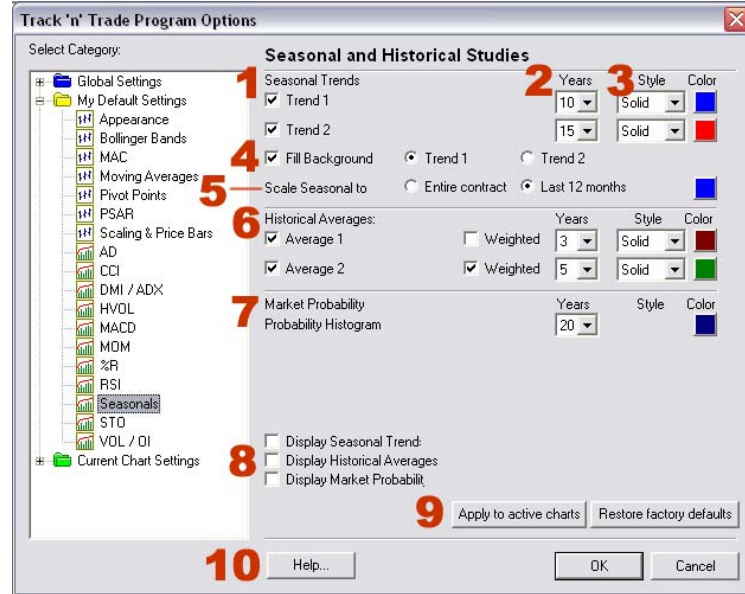 Track 'n' Trade Program Options
Select Category:
Global Settings
My Default Settings
Appearance
Bollinger Bands
MAC
Moving Averages
Pivot Points
PSAR
Scaling & Price Bars
AD
CCI
DMI / ADX
HVOL
MACD
MOM
%R
RSI
Seasonals
STO
VOL / OI
Current Chart Settings
Seasonal and Historical Studies
1 Seasonal Trends 2 Years 3 Style Color
Trend 1 10 Solid
Trend 2 15 Solid
4 Fill Background Trend 1 Trend 2
5 Scale Seasonal to Entire contract Last 12 months
6 Historical Averages: Years Style Color
Average 1 Weighted 3 Solid
Average 2 Weighted 5 Solid
7 Market Probability Years Style Color
Probability Histogram 20
Display Seasonal Trend:
8 Display Historical Averages
Display Market Probabilit
9 Apply to active charts Restore factory defaults
10 Help... OK Cancel